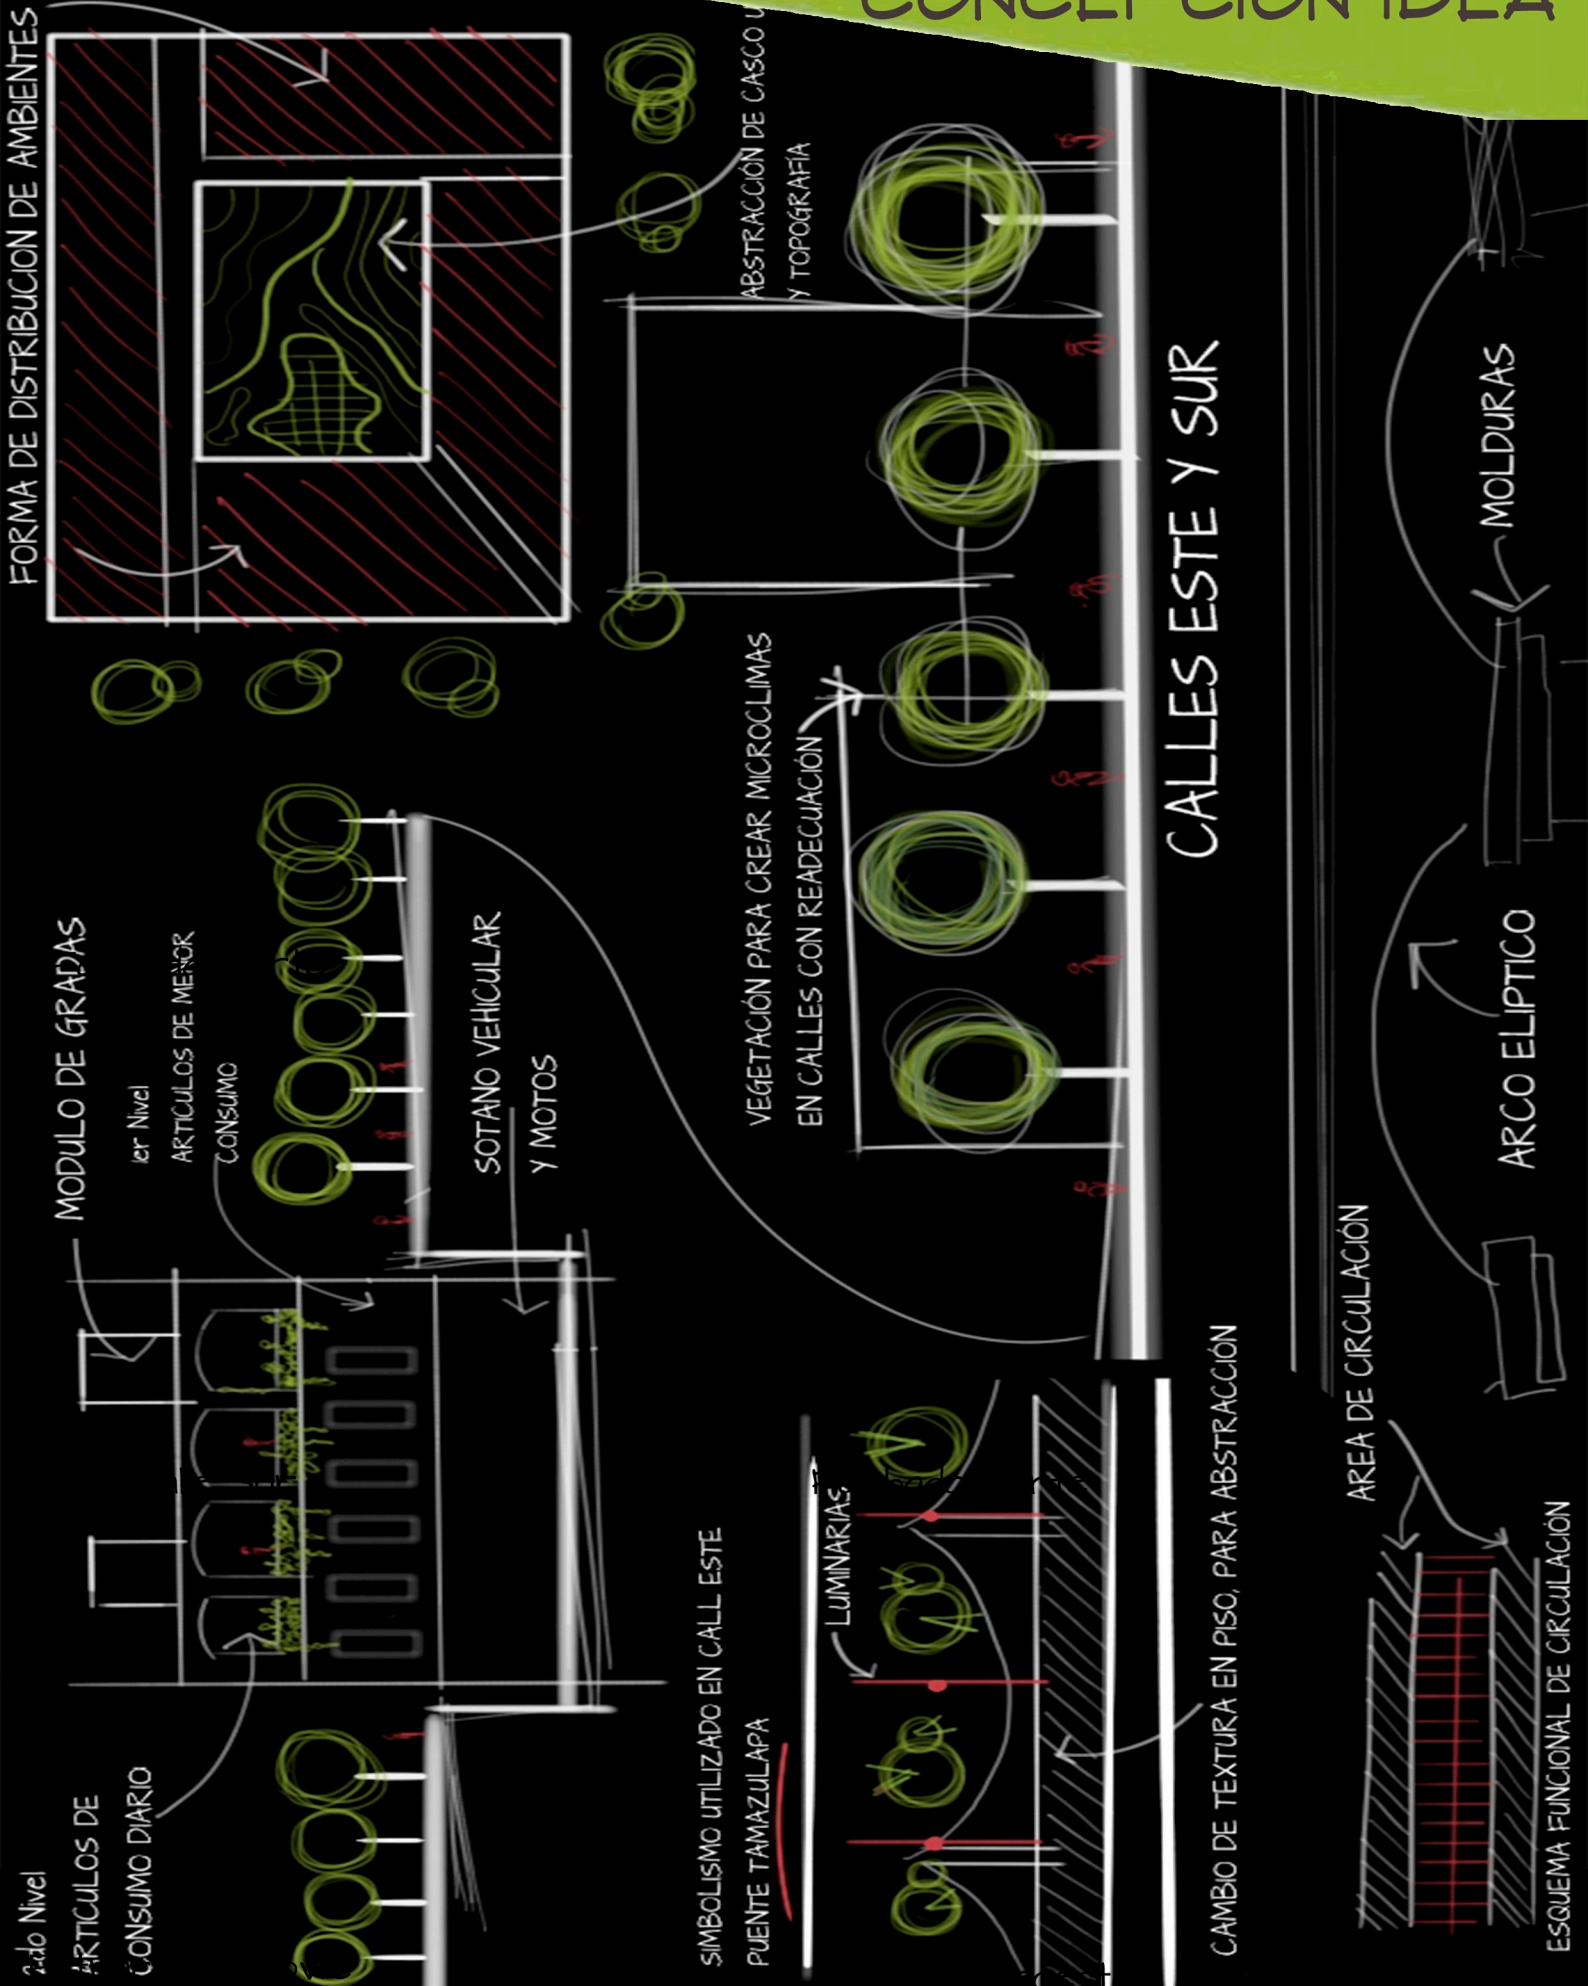 CONCEPCION IDEA
2do Nivel
ARTICULOS DE
CONSUMO DIARIO
MODULO DE GRADAS
1er Nivel
ARTICULOS DE MENOR
CONSUMO
SOTANO VEHICULAR
Y MOTOS
FORMA DE DISTRIBUCION DE AMBIENTES
ABSTRACCIÓN DE CASCO
Y TOPOGRAFÍA
SIMBOLISMO UTILIZADO EN CALL ESTE
PUENTE TAMAZULAPA
LUMINARIAS
VEGETACIÓN PARA CREAR MICROCLIMAS
EN CALLES CON READECUACIÓN
CALLES ESTE Y SUR
CAMBIO DE TEXTURA EN PISO, PARA ABSTRACCIÓN
AREA DE CIRCULACIÓN
ESQUEMA FUNCIONAL DE CIRCULACIÓN
ARCO ELIPTICO
MOLDURAS